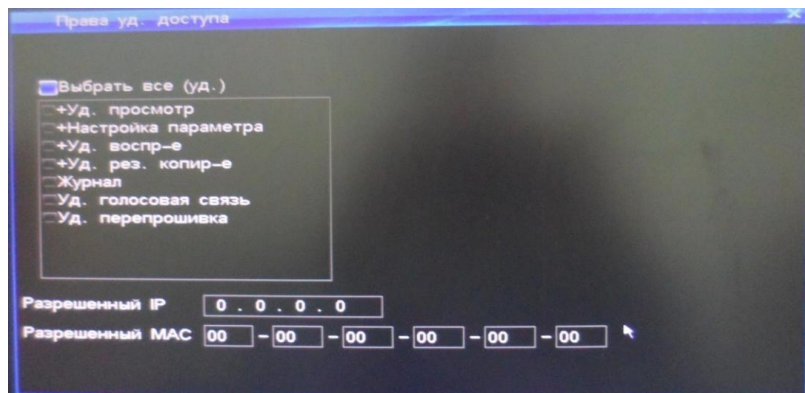 Права уд. доступа
Выбрать все (уд.)
+Уд. просмотр
+Настройка параметра
+Уд. воспр-е
+Уд. рез. копир-е
Журнал
Уд. голосовая связь
Уд. перепрошивка
Разрешенный IP 0 . 0 . 0 . 0
Разрешенный MAC 00 - 00 - 00 - 00 - 00 - 00